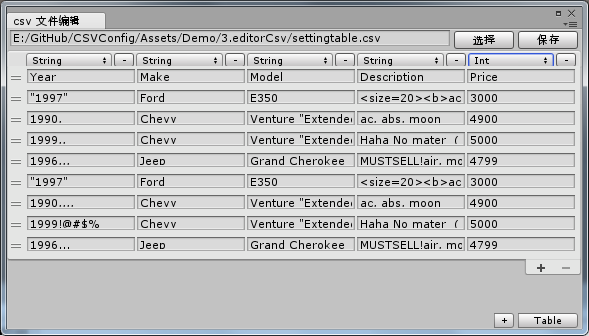 csv 文件编辑
E:/GitHub/CSVConfig/Assets/Demo/3.editorCsv/settingtable.csv 选择 保存
String - String - String - String - Int -
Year Make Model Description Price
"1997" Ford E350 <size=20><b>ac 3000
1990. Chevy Venture "Extended ac. abs. moon 4900
1999.. Chevy Venture "Extended Haha No mater ( 5000
1996... Jeep Grand Cherokee MUSTSELL!air. mo 4799
"1997" Ford E350 <size=20><b>ac 3000
1990.... Chevy Venture "Extended ac. abs. moon 4900
1999!@#$% Chevy Venture "Extended Haha No mater ( 5000
1996... Jeep Grand Cherokee MUSTSELL!air. mo 4799
+ -
+ Table